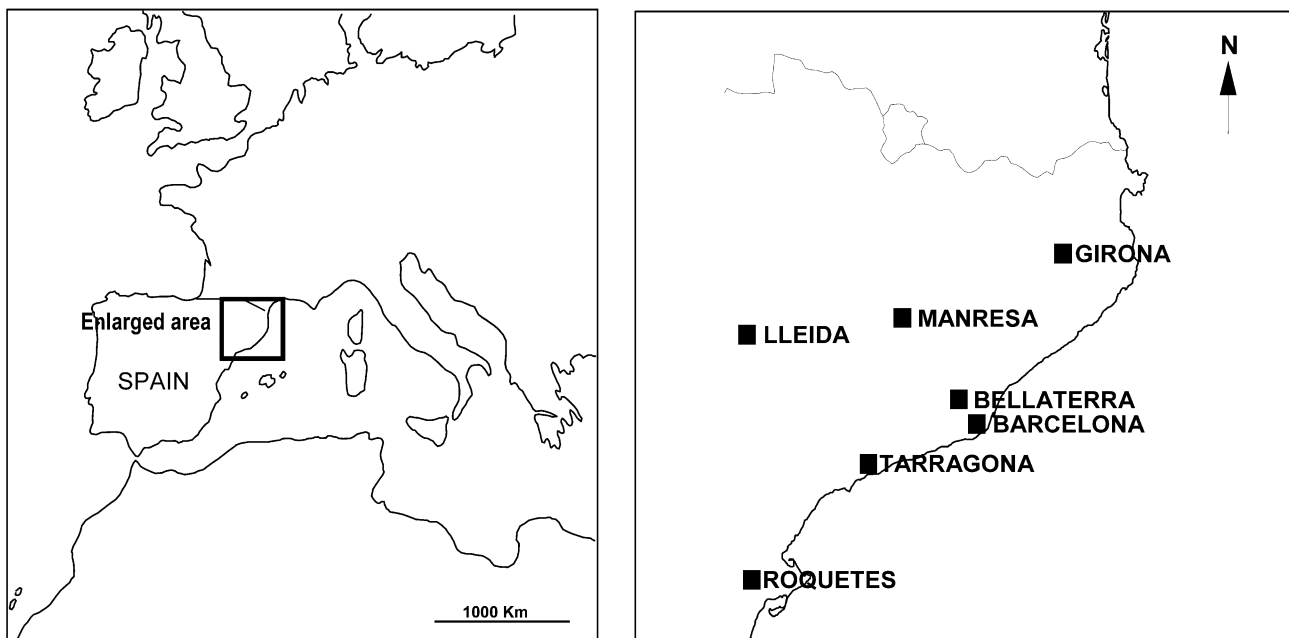 Enlarged area
SPAIN
1000 Km
N
GIRONA
MANRESA
LLEIDA
BELLATERRA
BARCELONA
TARRAGONA
ROQUETES